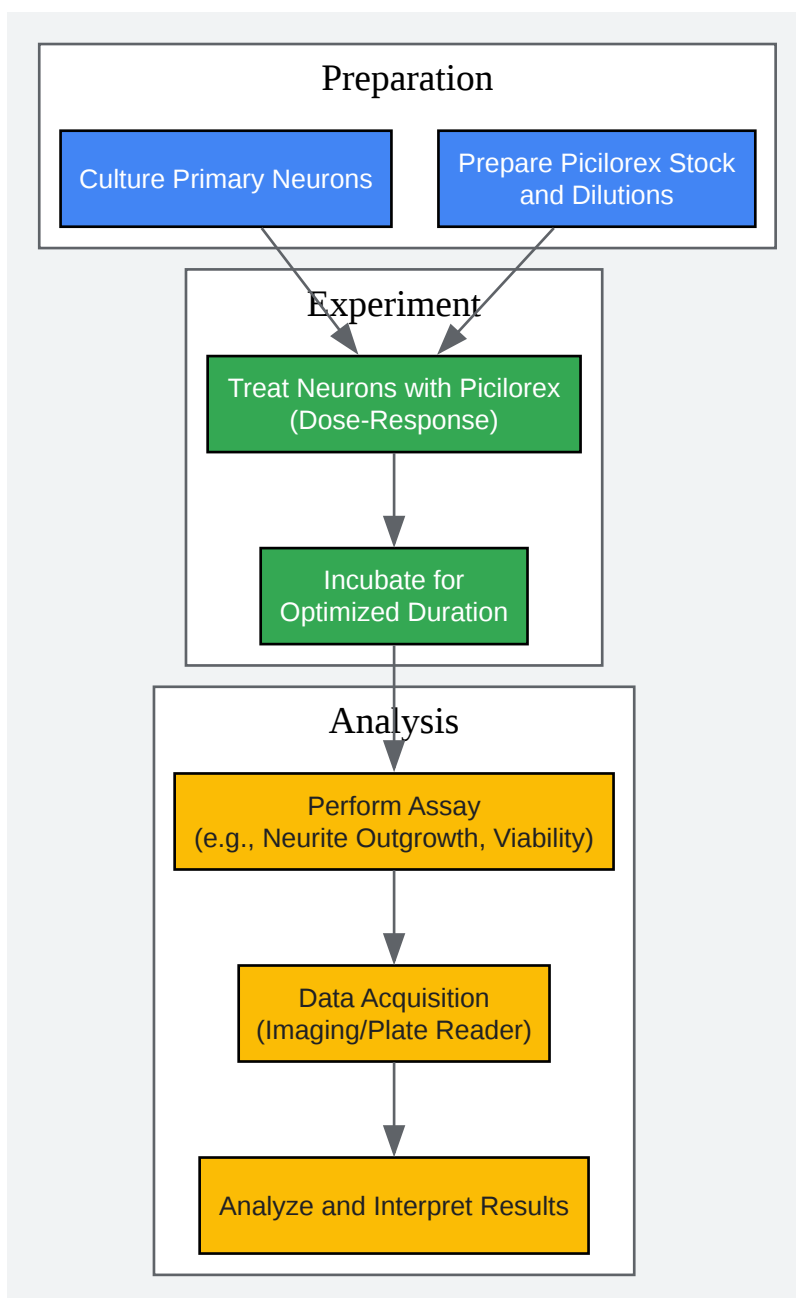 Preparation
Culture Primary Neurons
Prepare Picilorex Stock
and Dilutions
Experiment
Treat Neurons with Picilorex
(Dose-Response)
Incubate for
Optimized Duration
Analysis
Perform Assay
(e.g., Neurite Outgrowth, Viability)
Data Acquisition
(Imaging/Plate Reader)
Analyze and Interpret Results